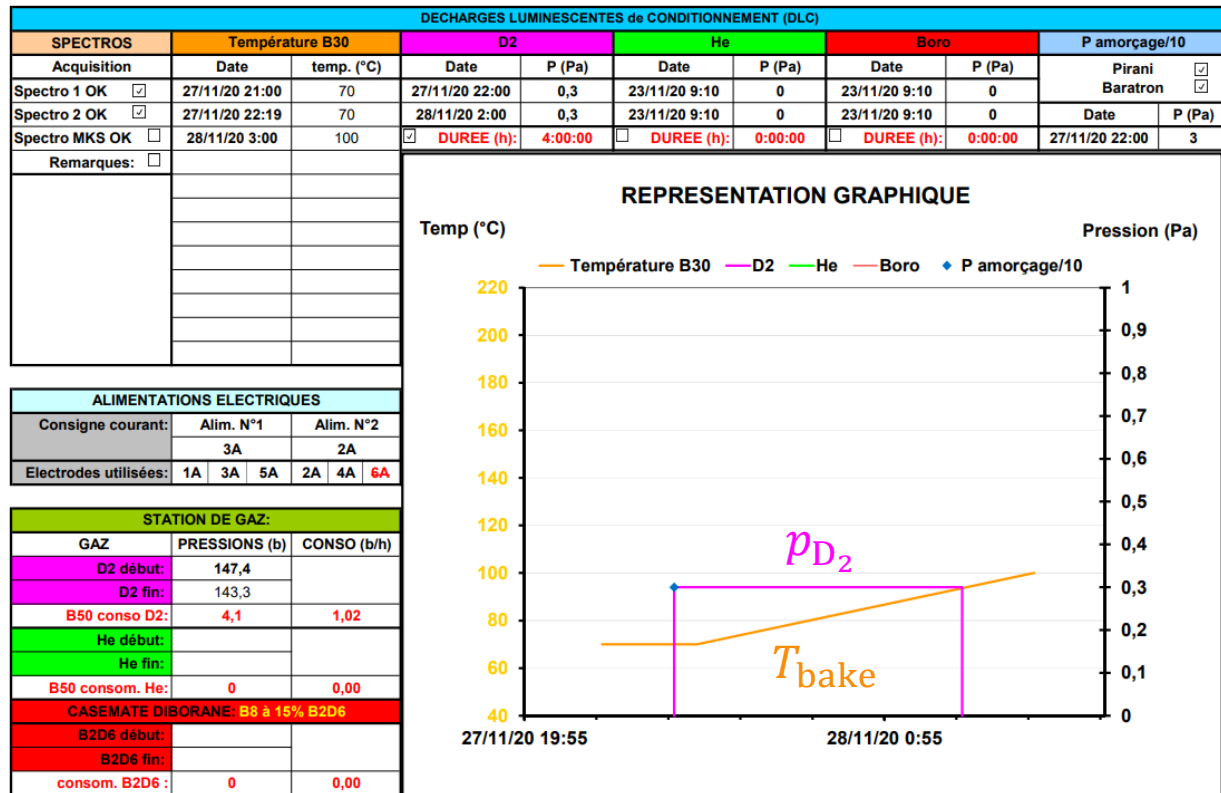 DECHARGES LUMINESCENTES de CONDITIONNEMENT (DLC)
SPECTROS Température B30 D2 He Boro P amorçage/10
Acquisition Date temp. (°C) Date P (Pa) Date P (Pa) Date P (Pa) Pirani
Baratron
Spectro 1 OK 27/11/20 21:00 70 27/11/20 22:00 0,3 23/11/20 9:10 0 23/11/20 9:10 0
Spectro 2 OK 27/11/20 22:19 70 28/11/20 2:00 0,3 23/11/20 9:10 0 23/11/20 9:10 0 Date P (Pa)
Spectro MKS OK 28/11/20 3:00 100 DUREE (h): 4:00:00 DUREE (h): 0:00:00 DUREE (h): 0:00:00 27/11/20 22:00 3
Remarques:
REPRESENTATION GRAPHIQUE
Temp (°C) Pression (Pa)
Température B30 D2 He Boro P amorçage/10
220 1
0,9
200
180 0,8
0,7
160
0,6
140
0,5
120
0,4
100
0,3
80
0,2
60
0,1
40 0
p D₂
T bake
27/11/20 19:55 28/11/20 0:55
ALIMENTATIONS ELECTRIQUES
Consigne courant: Alim. N°1 Alim. N°2
3A 2A
Electrodes utilisées: 1A 3A 5A 2A 4A 6A
STATION DE GAZ:
GAZ PRESSIONS (b) CONSO (b/h)
D2 début: 147,4
D2 fin: 143,3
B50 conso D2: 4,1 1,02
He début:
He fin:
B50 consom. He: 0 0,00
CASEMATE DIBORANE: B8 à 15% B2D6
B2D6 début:
B2D6 fin:
consom. B2D6 : 0 0,00